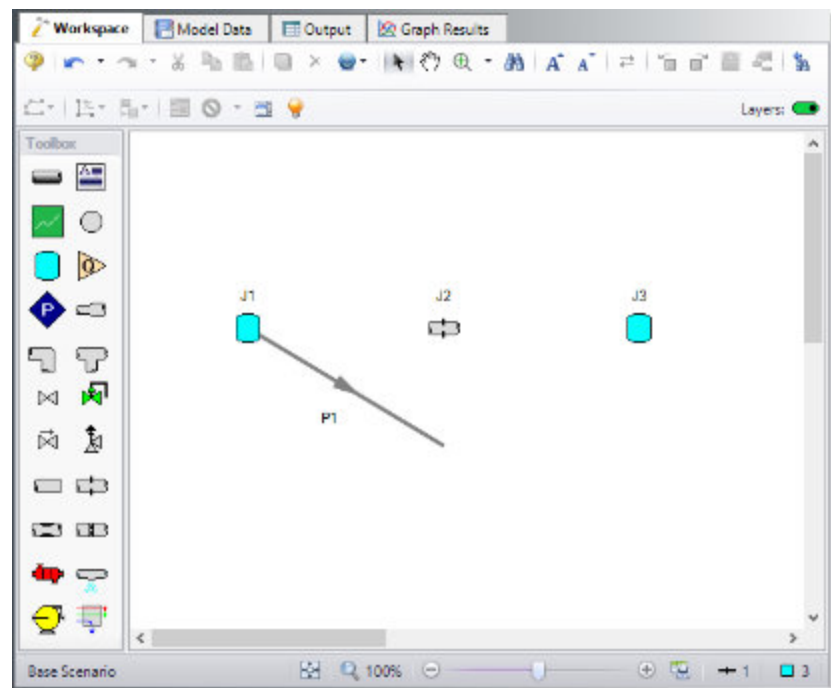 Workspace Model Data Output Graph Results
A A
Layers:
Toolbox
J1 J2 J3
P1
P
Q
Base Scenario 100% 1 3